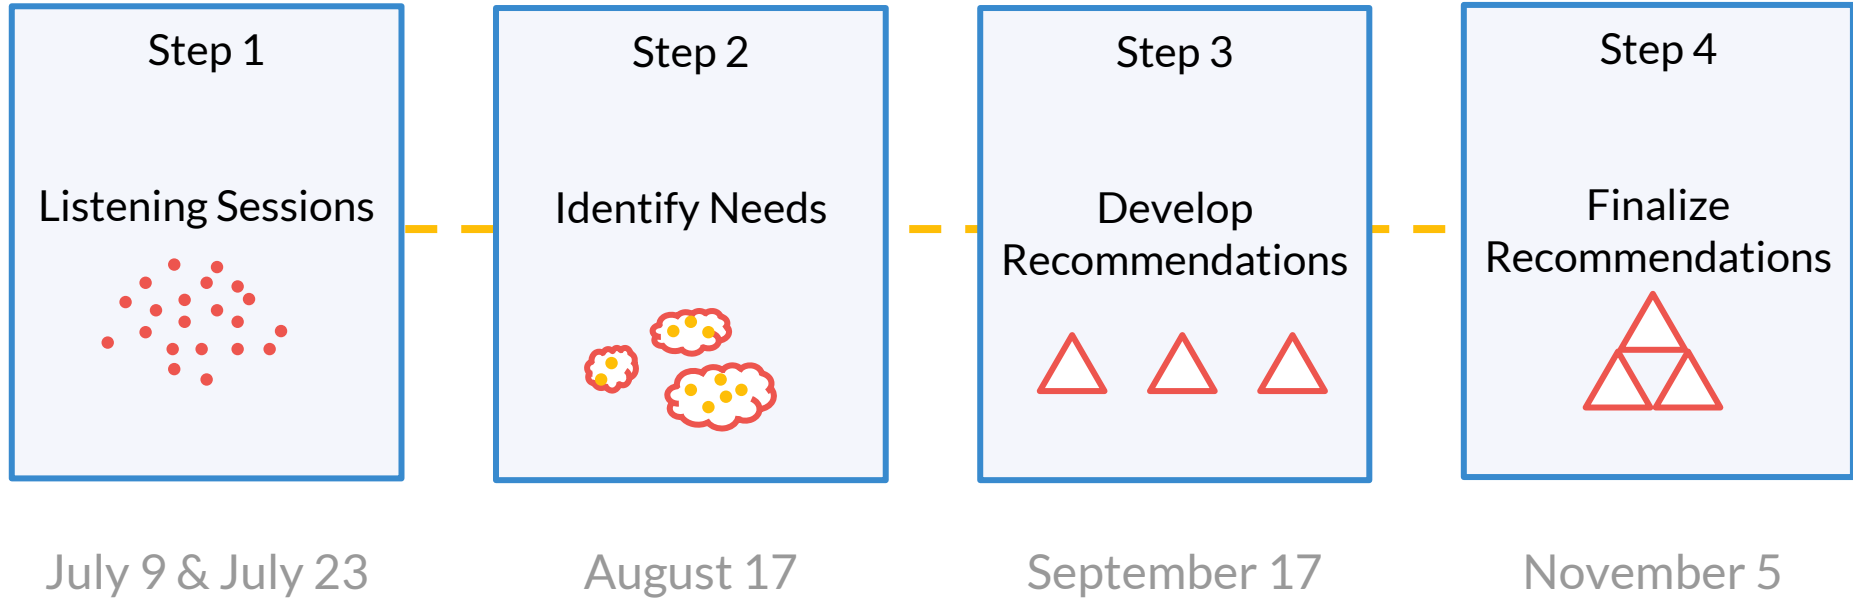 Step 1
Listening Sessions
July 9 & July 23
Step 2
Identify Needs
August 17
Step 3
Develop
Recommendations
September 17
Step 4
Finalize
Recommendations
November 5